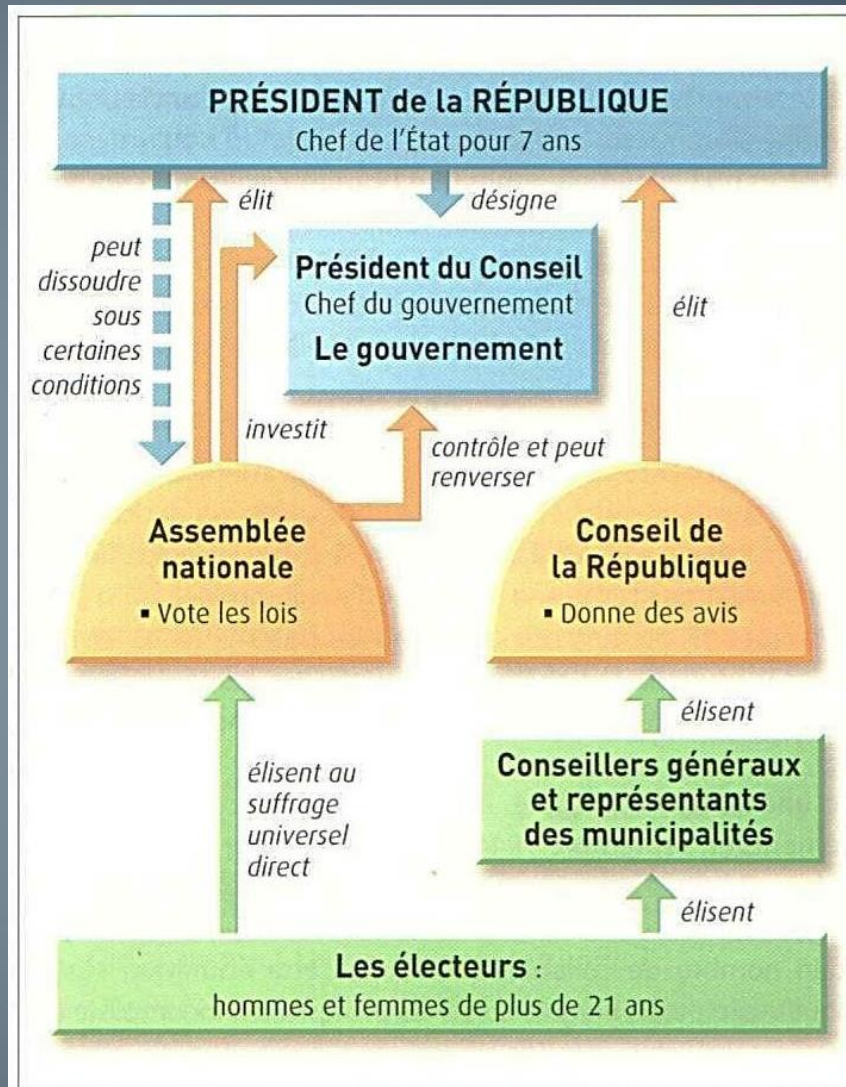 PRÉSIDENT de la RÉPUBLIQUE
Chef de l'État pour 7 ans
élit
désigne
peut
dissoudre
sous
certaines
conditions
Président du Conseil
Chef du gouvernement
Le gouvernement
élit
investit
contrôle et peut
renverser
Assemblée
nationale
▪ Vote les lois
Conseil de
la République
▪ Donne des avis
élisent au
suffrage
universel
direct
élisent
Conseillers généraux
et représentants
des municipalités
élisent
Les électeurs :
hommes et femmes de plus de 21 ans